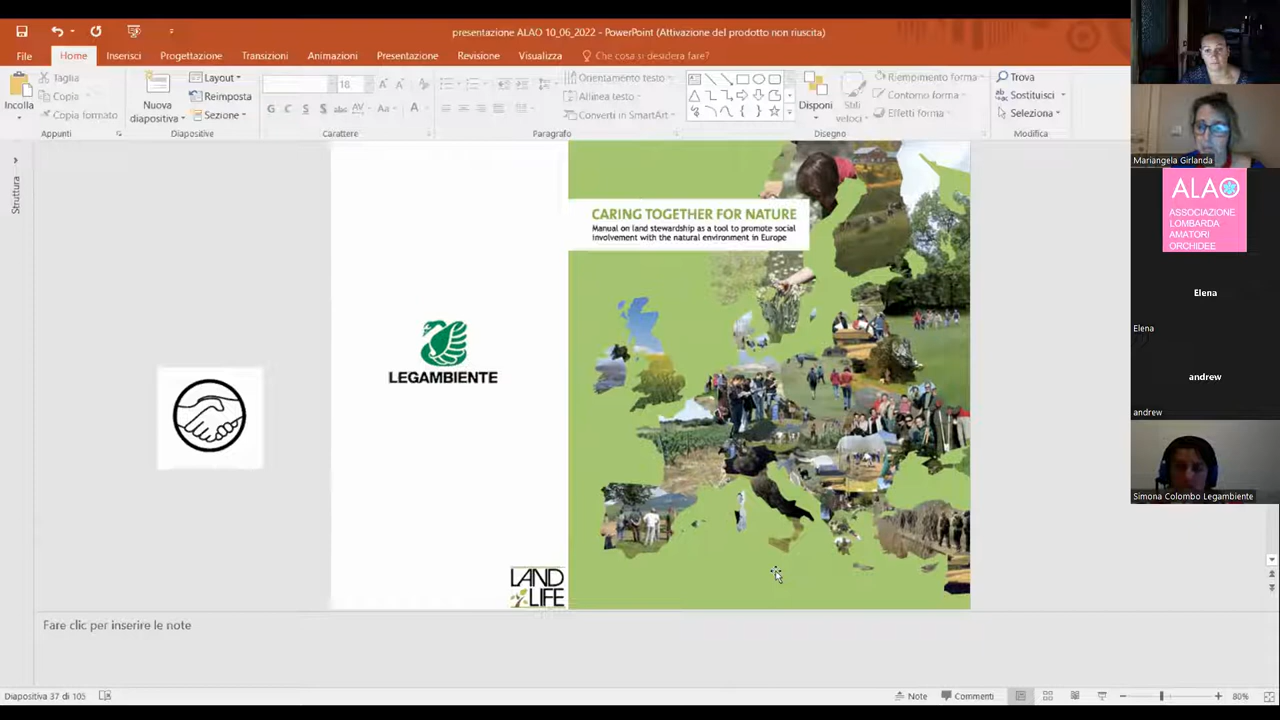 presentazione ALAO 10_06_2022 - PowerPoint (Attivazione del prodotto non riuscita)
File
Home
Inserisci
Progettazione
Transizioni
Animazioni
Presentazione
Revisione
Visualizza
Che cosa si desidera fare?
Incolla
Taglia
Copia
Copia formato
Appunti
Nuova
diapositiva
Layout
Reimposta
Sezione
Diapositive
18
G C S S abc AV Aa A
Carattere
Orientamento testo
Allinea testo
Converti in SmartArt
Paragrafo
Disponi
Stili
veloci
Riempimento forma
Contorno forma
Effetti forma
Disegno
Trova
Sostituisci
Seleziona
Modifica
Struttura
CARING TOGETHER FOR NATURE
Manual on land stewardship as a tool to promote social
involvement with the natural environment in Europe
LEGAMBIENTE
LAND
LIFE
Fare clic per inserire le note
Diapositiva 37 di 105
Note
Commenti
80%
Mariangela Girlanda
ALAO
ASSOCIAZIONE
LOMBARDA
AMATORI
ORCHIDEE
Elena
Elena
andrew
andrew
Simona Colombo Legambiente